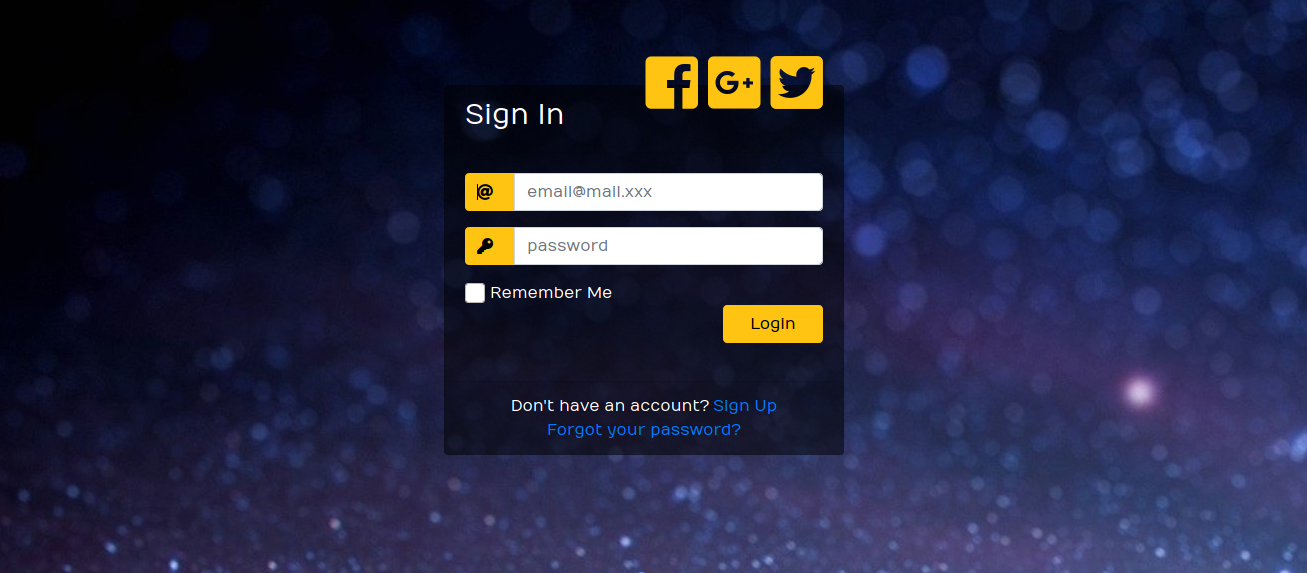 Sign In
email@mail.xxx
password
Remember Me
Login
Don't have an account? Sign Up
Forgot your password?